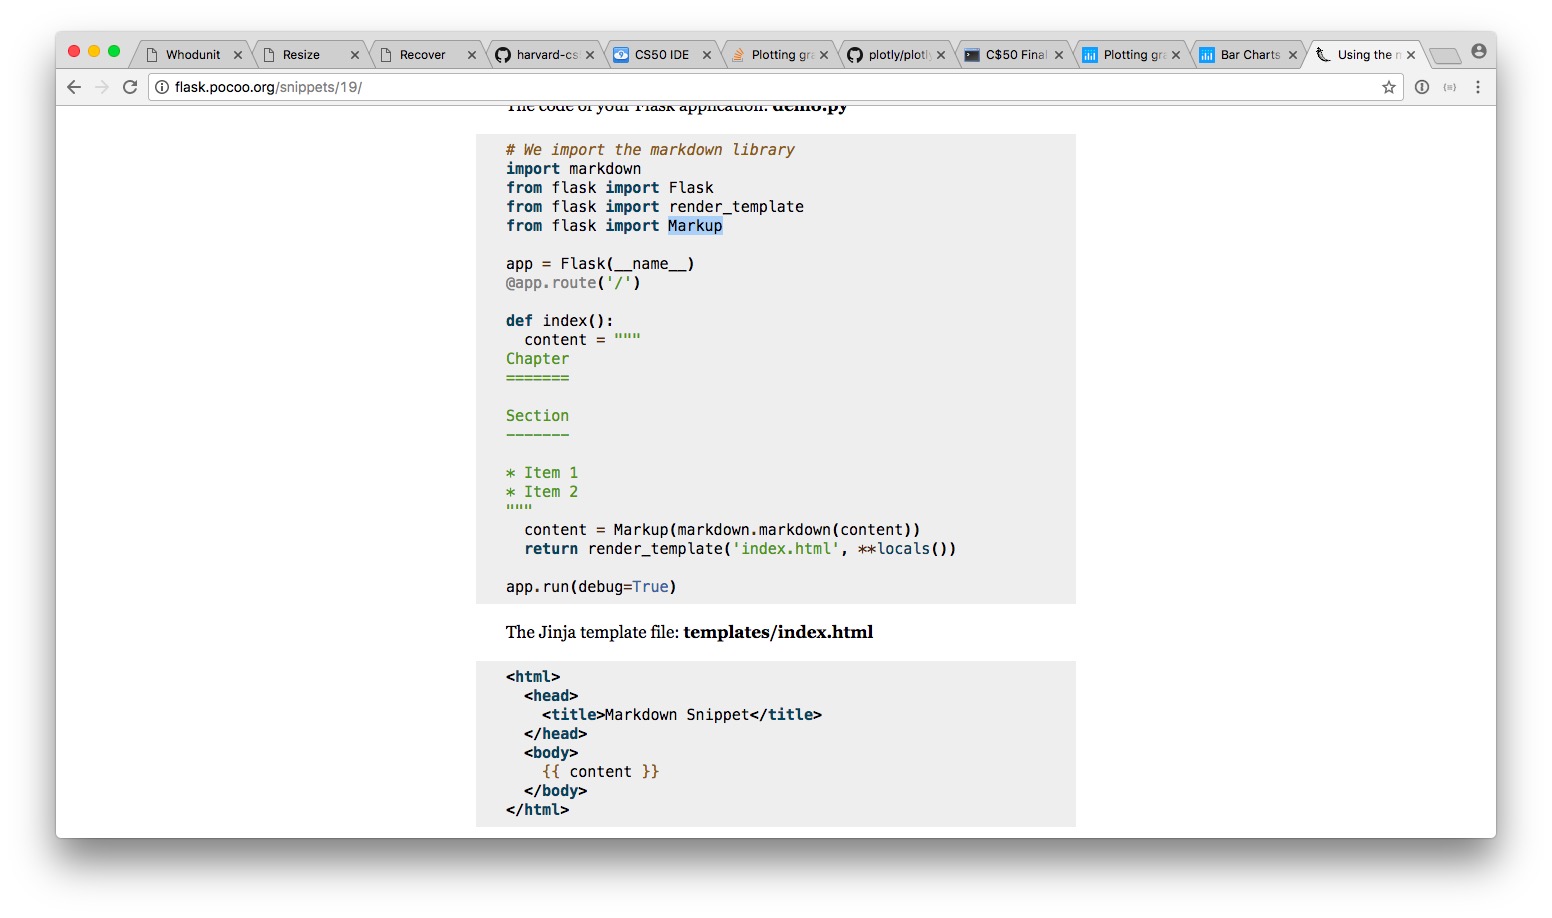 Whodunit
Resize
Recover
harvard-cs
CS50 IDE
Plotting gr
plotly/plotl
C$50 Final
Plotting gr
Bar Charts
Using the m
flask.pocoo.org/snippets/19/
The code of your Flask application: demo.py
# We import the markdown library
import markdown
from flask import Flask
from flask import render_template
from flask import Markup
app = Flask(__name__)
@app.route('/')
def index():
  content = """
Chapter
=======
Section
-------
* Item 1
* Item 2
"""
  content = Markup(markdown.markdown(content))
  return render_template('index.html', **locals())
app.run(debug=True)
The Jinja template file: templates/index.html
<html>
  <head>
    <title>Markdown Snippet</title>
  </head>
  <body>
    {{ content }}
  </body>
</html>